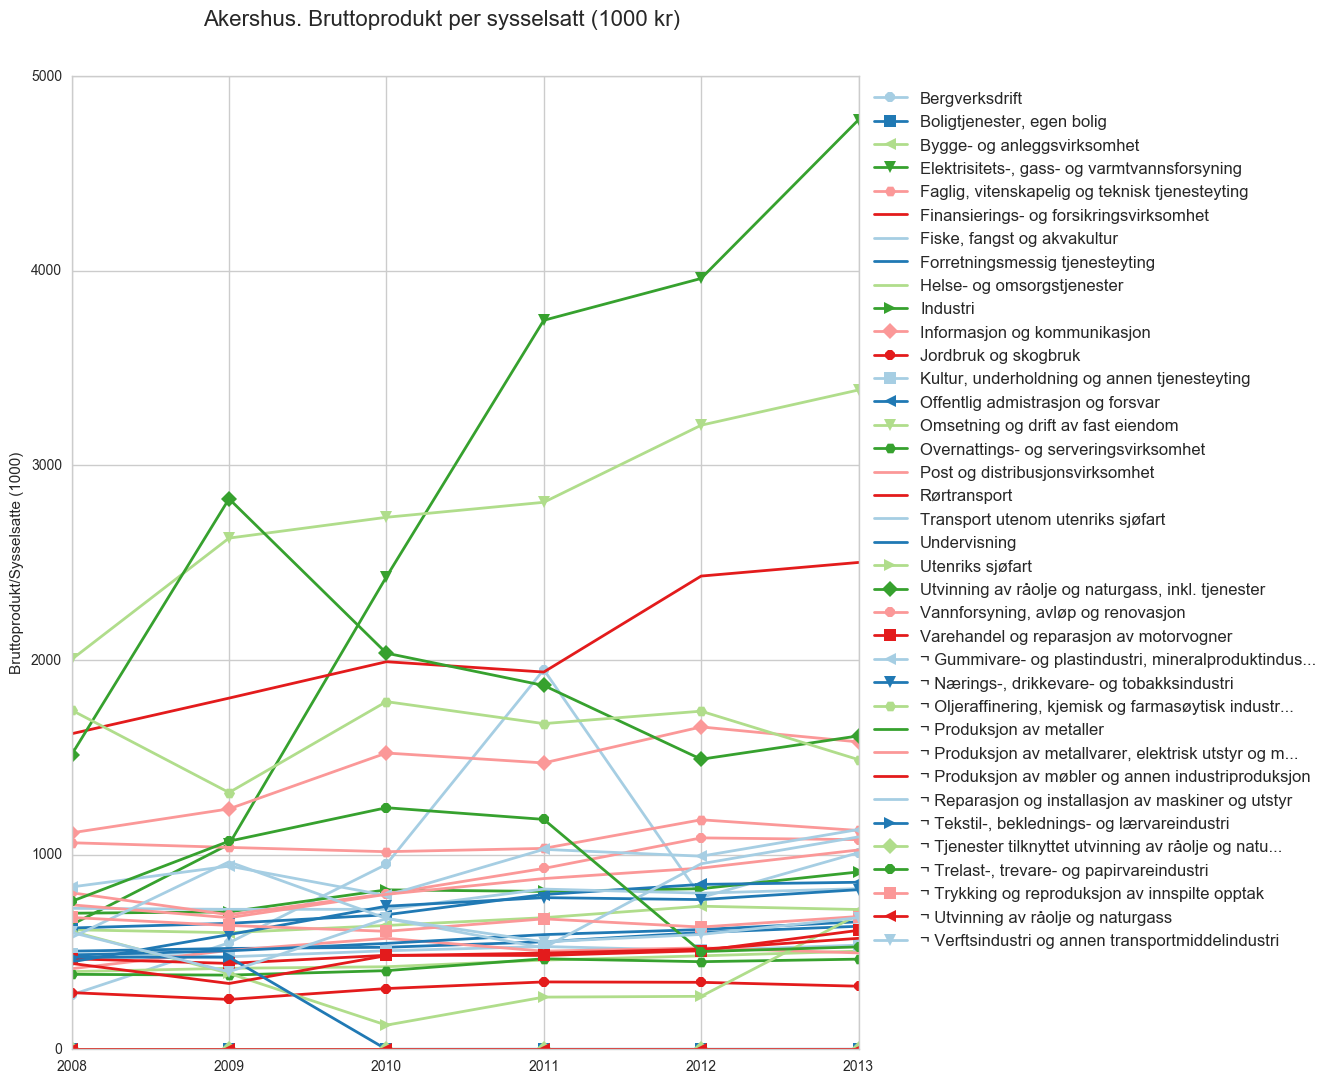 Akershus. Bruttoprodukt per sysselsatt (1000 kr)
5000
4000
3000
2000
1000
0
Bruttoprodukt/Sysselsatte (1000)
2008
2009
2010
2011
2012
2013
Bergverksdrift
Boligtjenester, egen bolig
Bygge- og anleggsvirksomhet
Elektrisitets-, gass- og varmtvannsforsyning
Faglig, vitenskapelig og teknisk tjenesteyting
Finansierings- og forsikringsvirksomhet
Fiske, fangst og akvakultur
Forretningsmessig tjenesteyting
Helse- og omsorgstjenester
Industri
Informasjon og kommunikasjon
Jordbruk og skogbruk
Kultur, underholdning og annen tjenesteyting
Offentlig admistrasjon og forsvar
Omsetning og drift av fast eiendom
Overnattings- og serveringsvirksomhet
Post og distribusjonsvirksomhet
Rørtransport
Transport utenom utenriks sjøfart
Undervisning
Utenriks sjøfart
Utvinning av råolje og naturgass, inkl. tjenester
Vannforsyning, avløp og renovasjon
Varehandel og reparasjon av motorvogner
¬ Gummivare- og plastindustri, mineralproduktindus...
¬ Nærings-, drikkevare- og tobakksindustri
¬ Oljeraffinering, kjemisk og farmasøytisk industr...
¬ Produksjon av metaller
¬ Produksjon av metallvarer, elektrisk utstyr og m...
¬ Produksjon av møbler og annen industriproduksjon
¬ Reparasjon og installasjon av maskiner og utstyr
¬ Tekstil-, beklednings- og lærvareindustri
¬ Tjenester tilknyttet utvinning av råolje og natu...
¬ Trelast-, trevare- og papirvareindustri
¬ Trykking og reproduksjon av innspilte opptak
¬ Utvinning av råolje og naturgass
¬ Verftsindustri og annen transportmiddelindustri